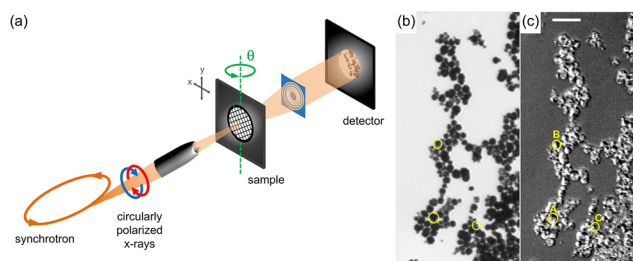 (a)
x
y
θ
synchrotron
circularly
polarized
x-rays
sample
detector
(b)
(c)
B
A
C